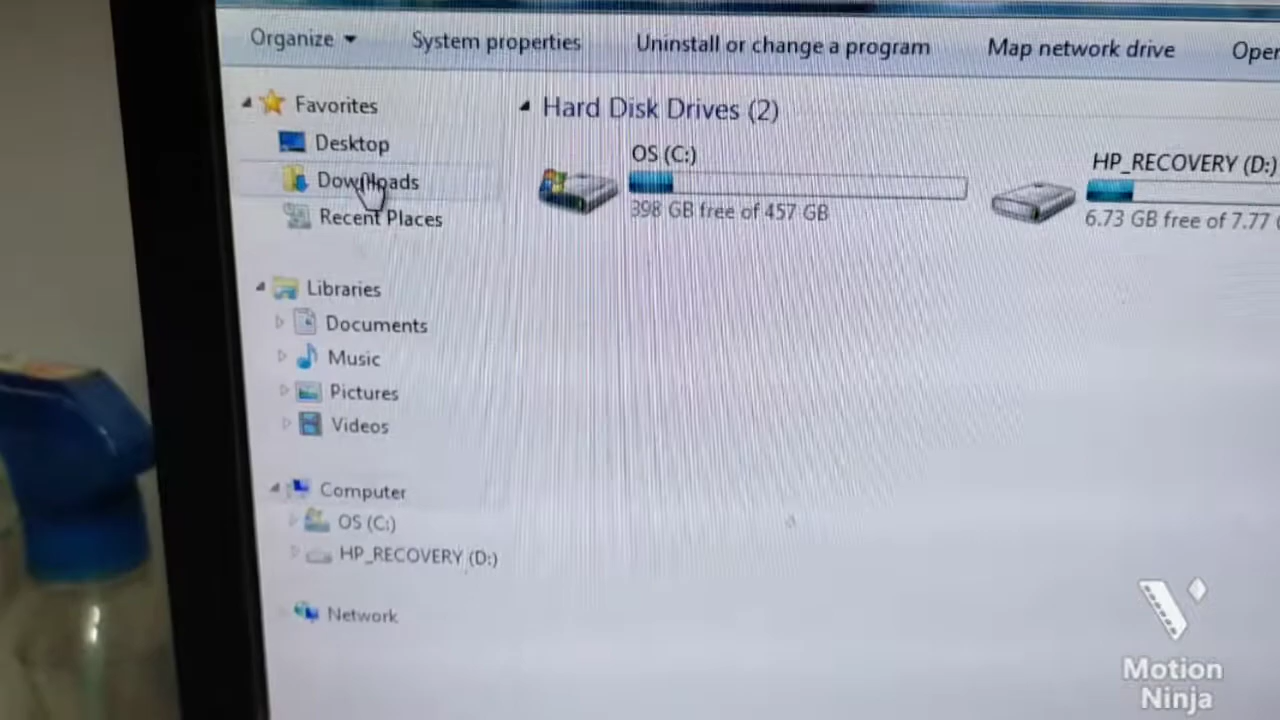 Organize System properties Uninstall or change a program Map network drive Open
Favorites
Desktop
Downloads
Recent Places
Libraries
Documents
Music
Pictures
Videos
Computer
OS (C:)
HP_RECOVERY (D:)
Network
Hard Disk Drives (2)
OS (C:)
398 GB free of 457 GB
HP_RECOVERY (D:)
6.73 GB free of 7.77
Motion
Ninja